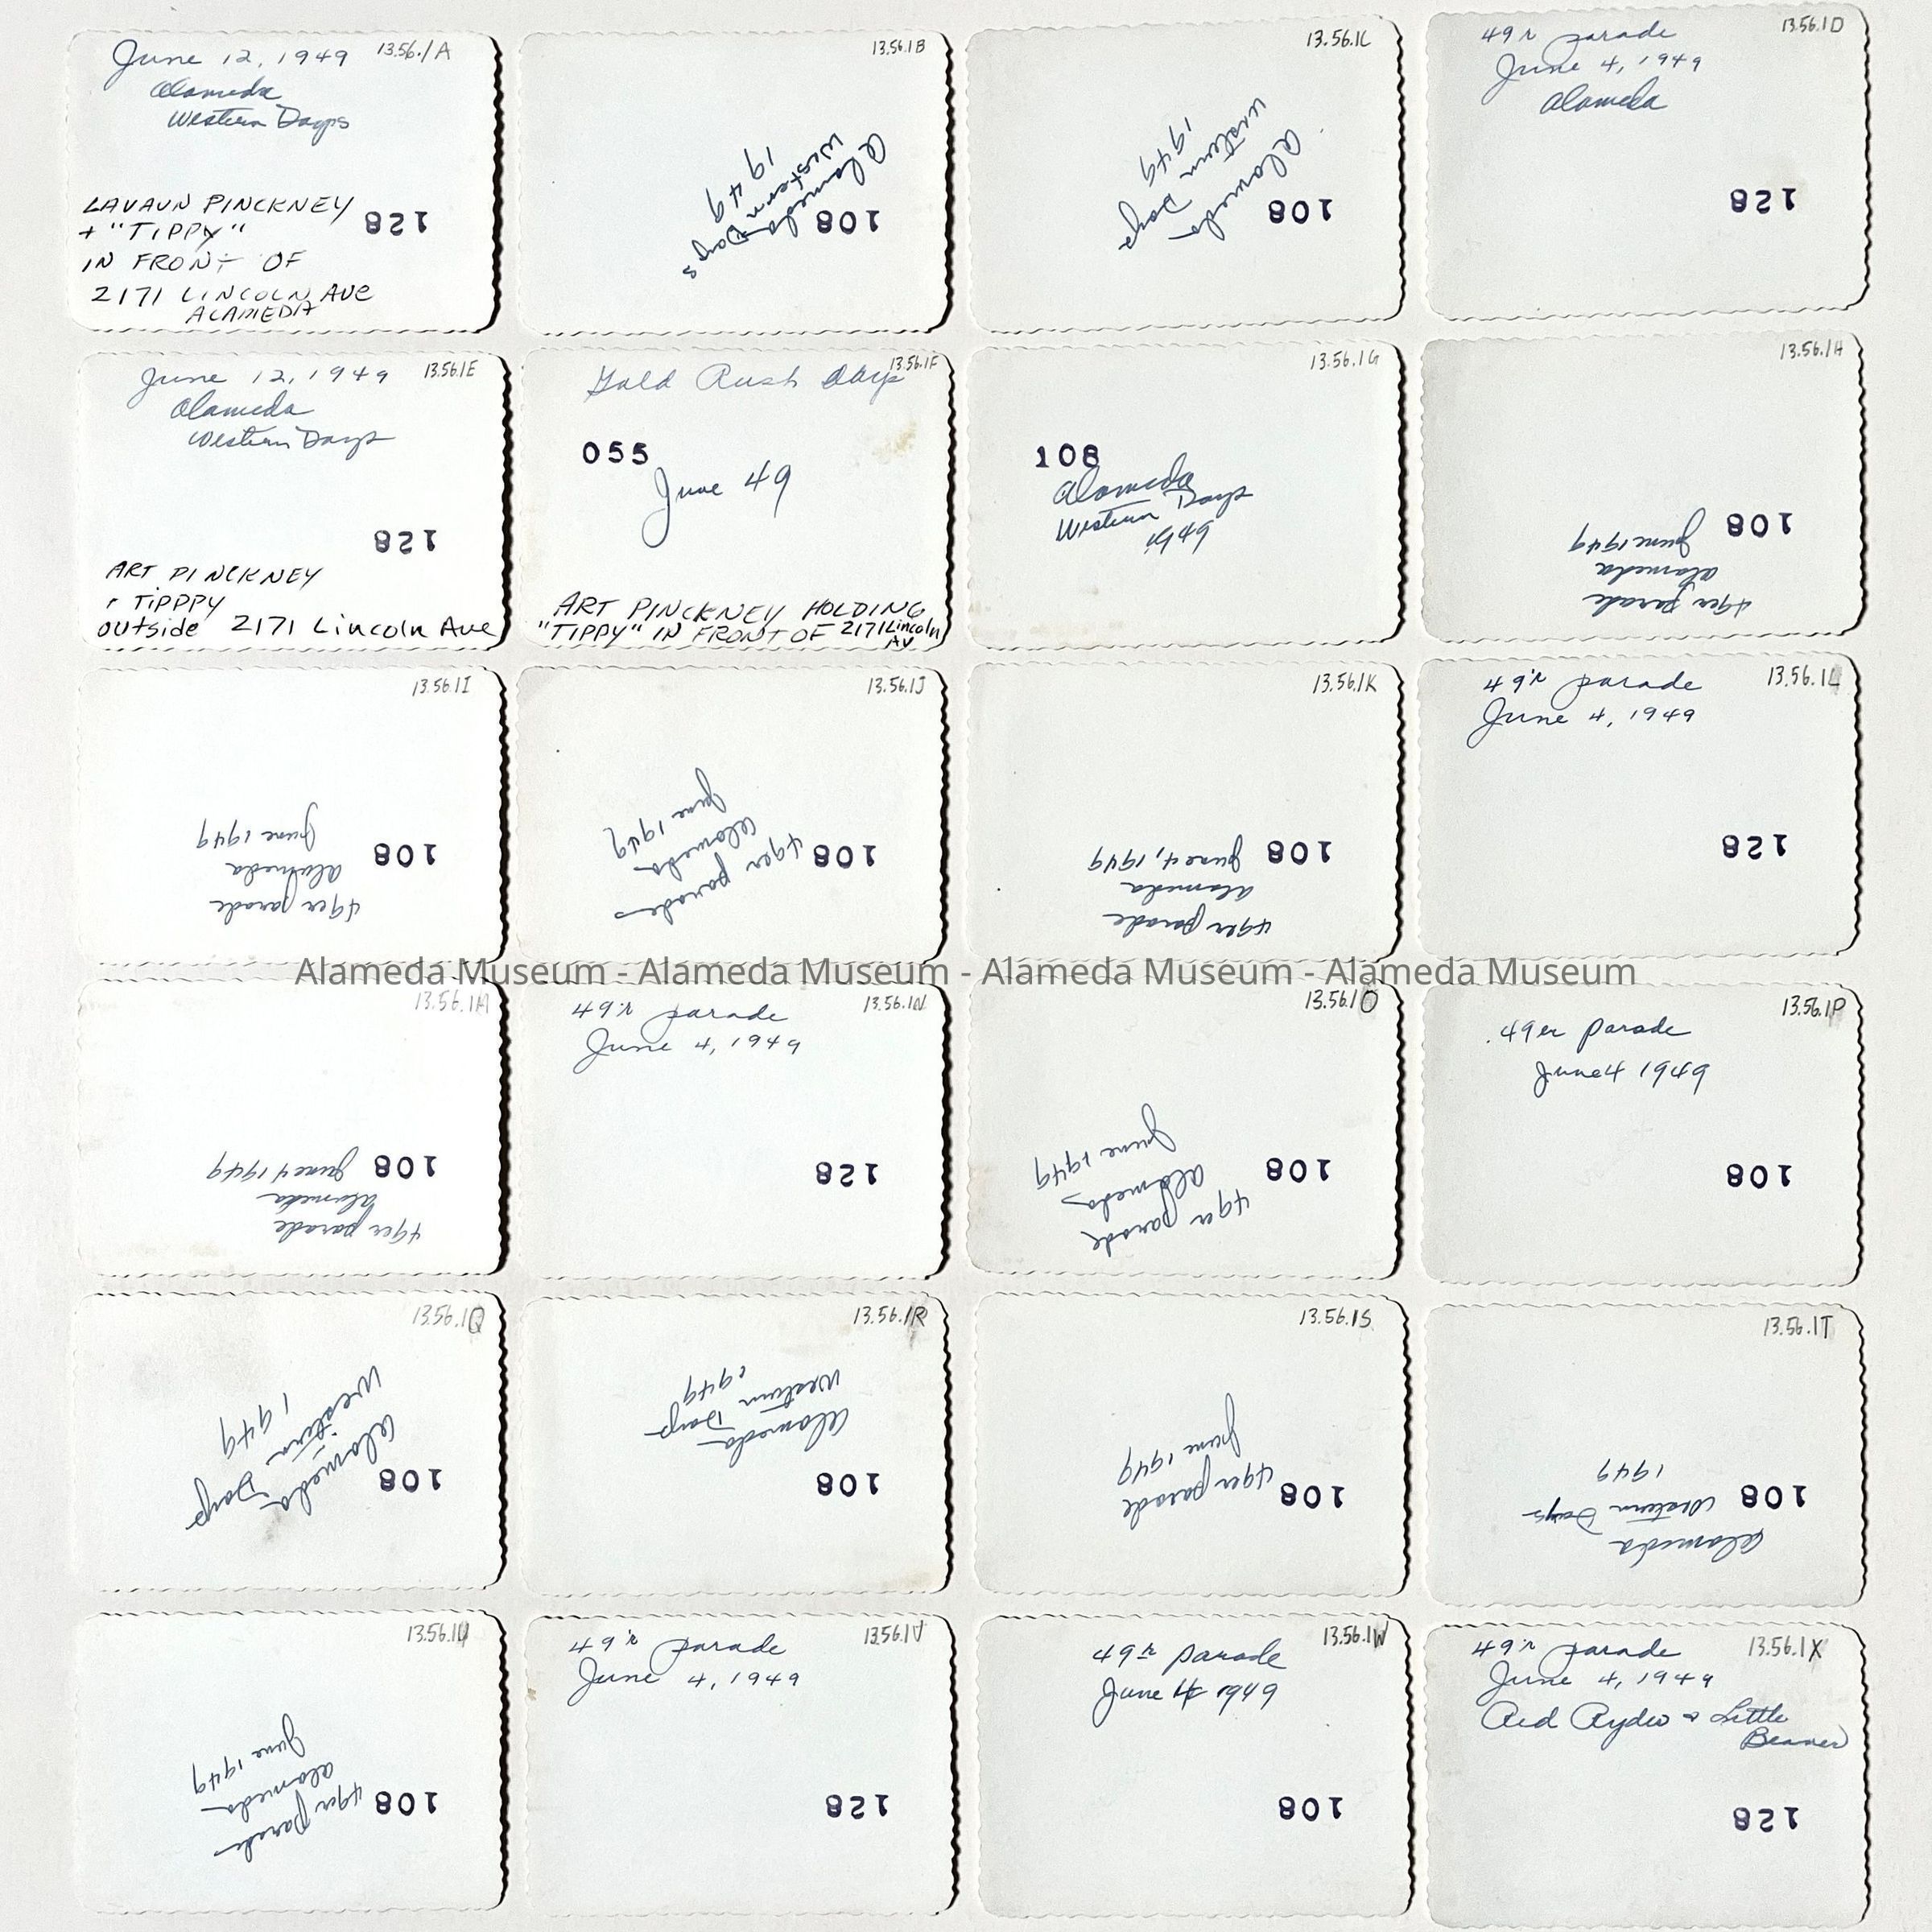 13.56.1A
June 12, 1949
Alameda
Western Days
LAVAUN PINCKNEY
+ "TIPPY"
128
IN FRONT OF
2171 LINCOLN AVE
ALAMEDA
13.56.1B
Alameda
Western Days
1949
108
13.56.1C
Alameda
Western Days
1949
108
13.56.1D
49r parade
June 4, 1949
Alameda
128
13.56.1E
June 12, 1949
Alameda
Western Days
128
ART PINCKNEY
TIPPPY
outside 2171 Lincoln Ave
13.56.1F
Gold Rush days
055
June 49
ART PINCKNEY HOLDING
"TIPPY" IN FRONT OF 2171 Lincoln
AV
13.56.1G
108
Alameda
Western Days
1949
13.56.1H
49er parade
Alameda
June 1949
108
13.56.1I
49er parade
Alameda
June 1949
108
13.56.1J
49er parade
Alameda
June 1949
108
13.56.1K
49er parade
Alameda
June 4, 1949
108
13.56.1L
49'r parade
June 4, 1949
128
Alameda Museum - Alameda Museum - Alameda Museum - Alameda Museum
13.56.1M
49er parade
Alameda
June 4 1949
108
13.56.1N
49'r parade
June 4, 1949
128
13.56.1O
49er parade
Alameda
June 1949
108
13.56.1P
49er parade
June 4 1949
108
13.56.1Q
Alameda
Western Days
1949
108
13.56.1R
Alameda
Western Days
1949
108
13.56.1S
49er parade
June 1949
108
13.56.1T
Alameda
Western Days
1949
108
13.56.1U
49er Parade
Alameda
June 1949
108
13.56.1V
49'r parade
June 4, 1949
128
13.56.1W
49r parade
June 4 1949
108
13.56.1X
49'r parade
June 4, 1949
Red Ryder & Little
Beaver
128